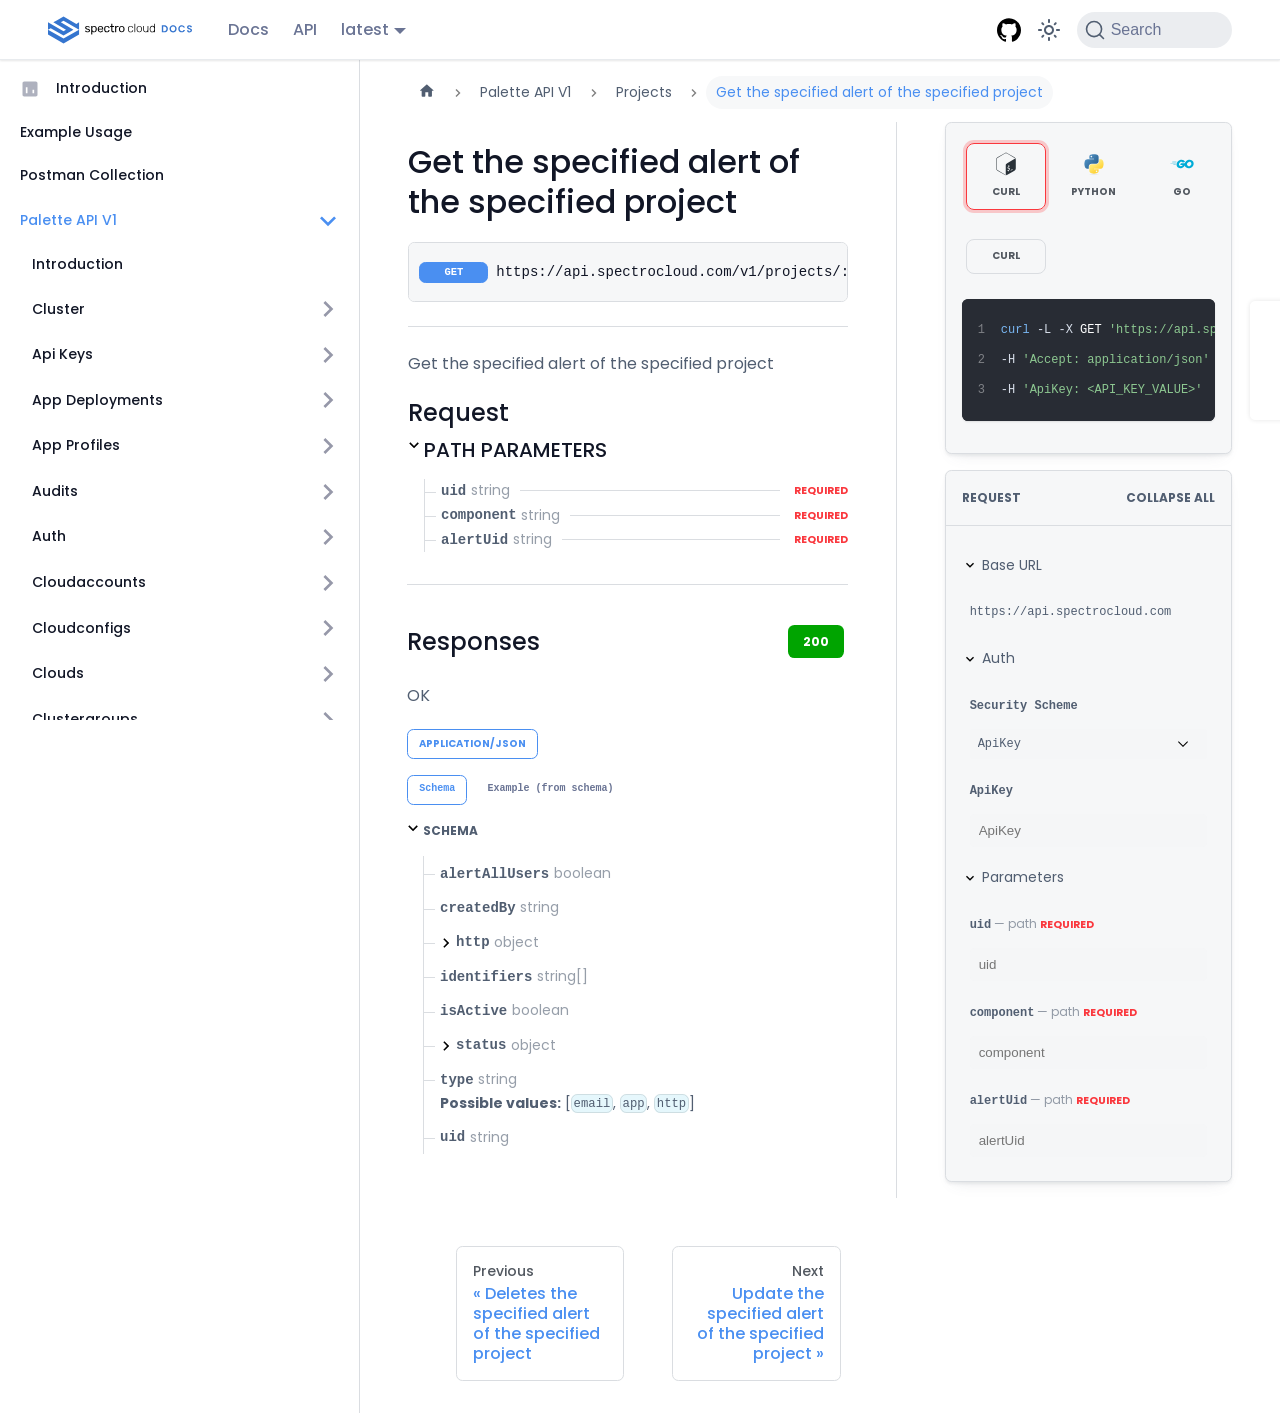 spectro cloud DOCS
Docs
API
latest
Search
Introduction
Example Usage
Postman Collection
Palette API V1
Introduction
Cluster
Api Keys
App Deployments
App Profiles
Audits
Auth
Cloudaccounts
Cloudconfigs
Clouds
Clustergroups
Palette API V1
Projects
Get the specified alert of the specified project
Get the specified alert of
the specified project
GET https://api.spectrocloud.com/v1/projects/:
Get the specified alert of the specified project
Request
PATH PARAMETERS
uid string REQUIRED
component string REQUIRED
alertUid string REQUIRED
Responses
200
OK
APPLICATION/JSON
Schema
Example (from schema)
SCHEMA
alertAllUsers boolean
createdBy string
http object
identifiers string[]
isActive boolean
status object
type string
Possible values: [email, app, http]
uid string
CURL
PYTHON
GO
CURL
1 curl -L -X GET 'https://api.sp
2 -H 'Accept: application/json'
3 -H 'ApiKey: <API_KEY_VALUE>'
REQUEST
COLLAPSE ALL
Base URL
https://api.spectrocloud.com
Auth
Security Scheme
ApiKey
ApiKey
ApiKey
Parameters
uid — path REQUIRED
uid
component — path REQUIRED
component
alertUid — path REQUIRED
alertUid
Previous
« Deletes the
specified alert
of the specified
project
Next
Update the
specified alert
of the specified
project »